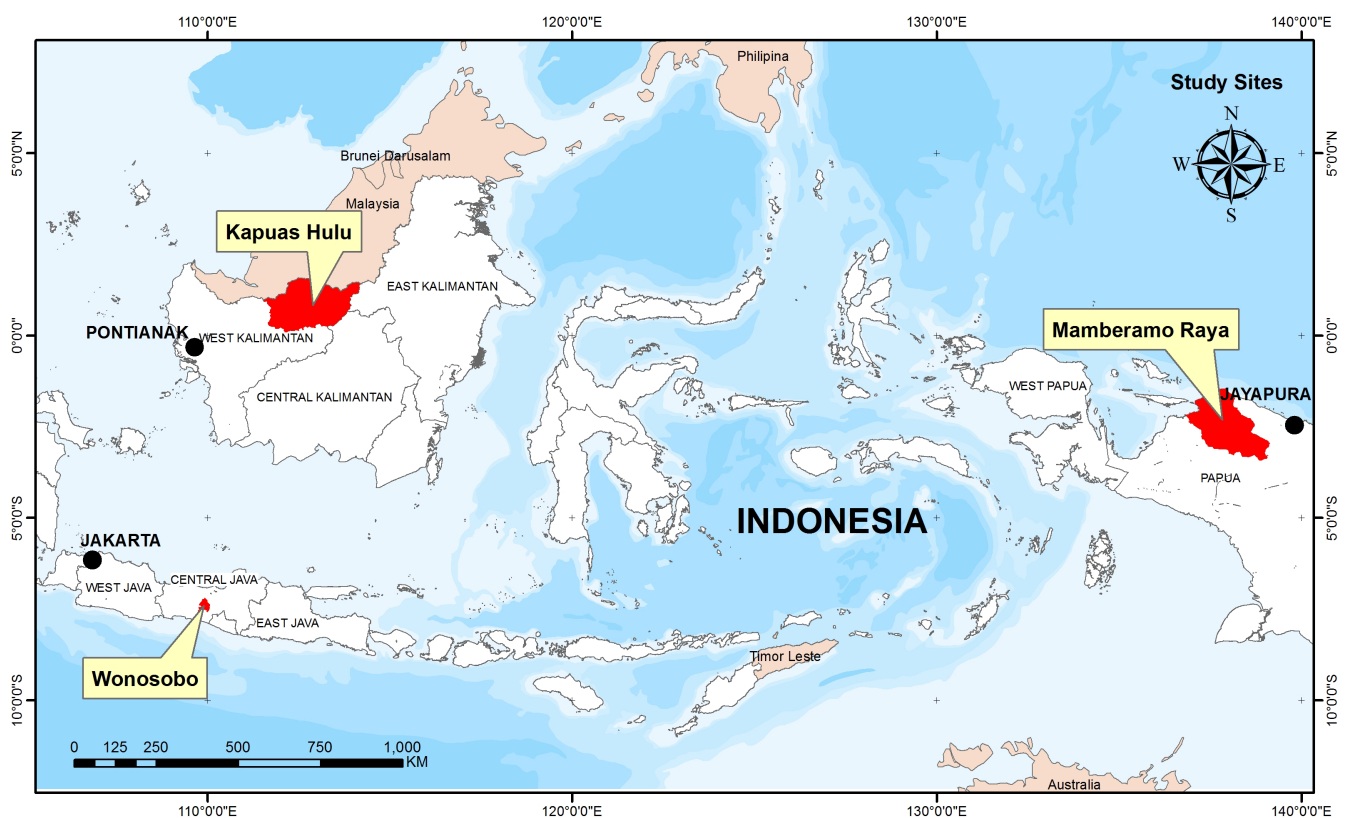 110°0'0"E
120°0'0"E
130°0'0"E
140°0'0"E
Philipina
Study Sites
N
W
E
S
5°0'0"N
5°0'0"N
Brunei Darusalam
Malaysia
Kapuas Hulu
EAST KALIMANTAN
PONTIANAK
WEST KALIMANTAN
0°0'0"
0°0'0"
Mamberamo Raya
WEST PAPUA
JAYAPURA
CENTRAL KALIMANTAN
PAPUA
INDONESIA
5°0'0"S
5°0'0"S
JAKARTA
WEST JAVA
CENTRAL JAVA
EAST JAVA
Timor Leste
Wonosobo
10°0'0"S
10°0'0"S
0 125 250 500 750 1,000
KM
Australia
110°0'0"E
120°0'0"E
130°0'0"E
140°0'0"E